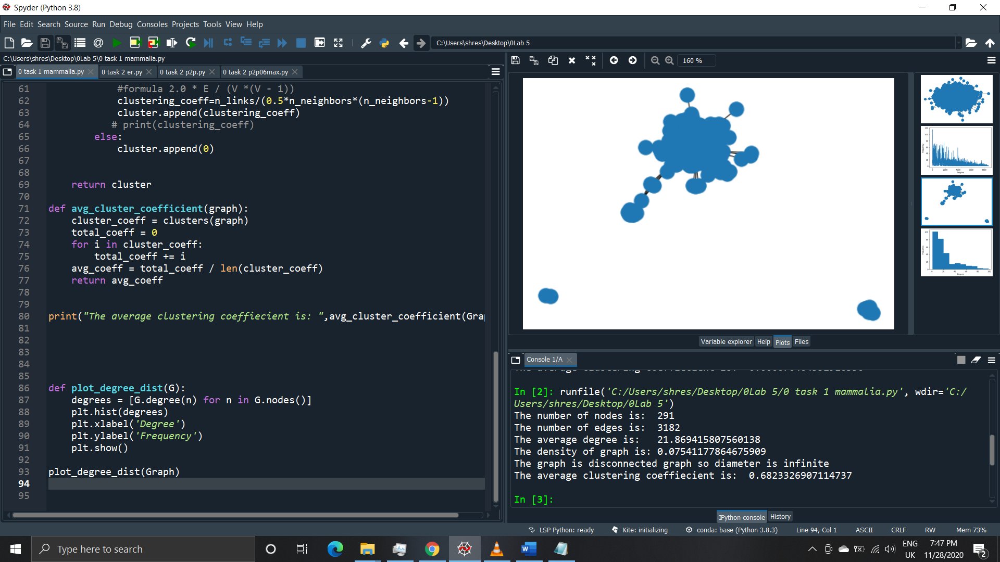 Spyder (Python 3.8)
File Edit Search Source Run Debug Consoles Projects Tools View Help
C:\Users\shres\Desktop\0Lab 5
C:\Users\shres\Desktop\0Lab 5\0 task 1 mammalia.py
0 task 1 mammalia.py 0 task 2 er.py 0 task 2 p2p.py 0 task 2 p2p06max.py
61 #formula 2.0 * E / (V *(V - 1))
62 clustering_coeff=n_links/(0.5*n_neighbors*(n_neighbors-1))
63 cluster.append(clustering_coeff)
64 # print(clustering_coeff)
65 else:
66 cluster.append(0)
67
68
69 return cluster
70
71 def avg_cluster_coefficient(graph):
72 cluster_coeff = clusters(graph)
73 total_coeff = 0
74 for i in cluster_coeff:
75 total_coeff += i
76 avg_coeff = total_coeff / len(cluster_coeff)
77 return avg_coeff
78
79
80 print("The average clustering coeffiecient is: ",avg_cluster_coefficient(Gra
81
82
83
84
85
86 def plot_degree_dist(G):
87 degrees = [G.degree(n) for n in G.nodes()]
88 plt.hist(degrees)
89 plt.xlabel('Degree')
90 plt.ylabel('Frequency')
91 plt.show()
92
93 plot_degree_dist(Graph)
94
95
160 %
Variable explorer Help Plots Files
Console 1/A
In [2]: runfile('C:/Users/shres/Desktop/0Lab 5/0 task 1 mammalia.py', wdir='C:/
Users/shres/Desktop/0Lab 5')
The number of nodes is: 291
The number of edges is: 3182
The average degree is: 21.869415807560138
The density of graph is: 0.07541177864675909
The graph is disconnected graph so diameter is infinite
The average clustering coeffiecient is: 0.6823326907114737
In [3]:
IPython console History
LSP Python: ready Kite: initializing conda: base (Python 3.8.3) Line 94, Col 1 ASCII CRLF RW Mem 73%
Type here to search
ENG
UK
7:47 PM
11/28/2020
2